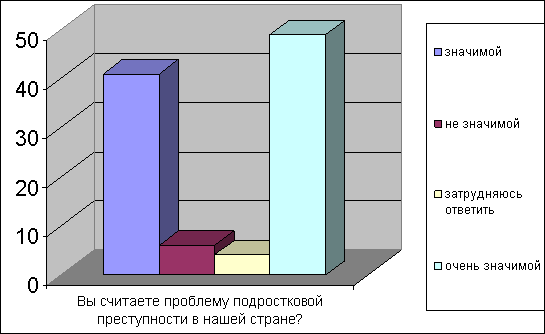 50
40
30
20
10
0
Вы считаете проблему подростковой
преступности в нашей стране?
значимой
не значимой
затрудняюсь
ответить
очень значимой